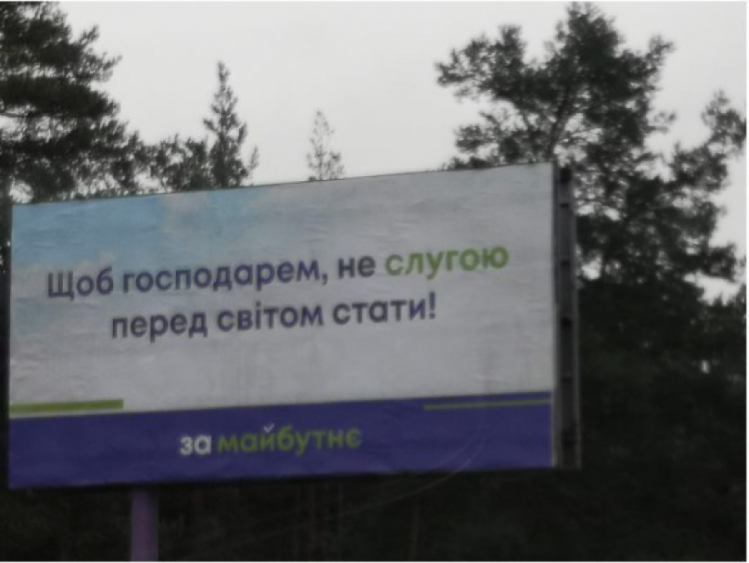 Щоб господарем, не слугою
перед світом стати!
за майбутнє